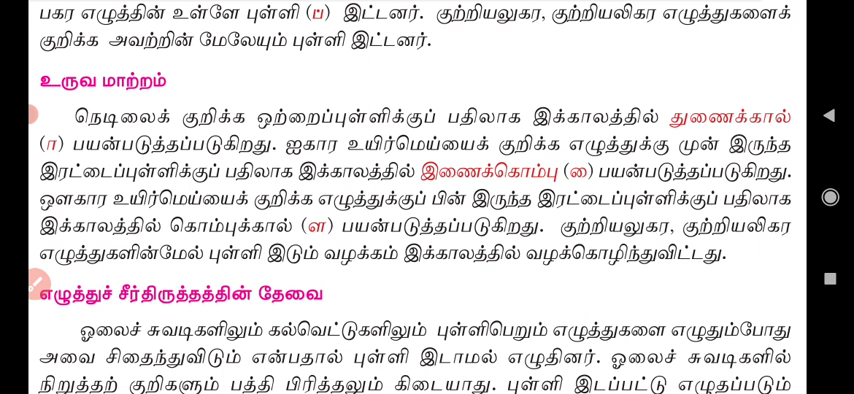 பகர எழுத்தின் உள்ளே புள்ளி (ப்) இட்டனர். குற்றியலுகர, குற்றியலிகர எழுத்துகளைக்
குறிக்க அவற்றின் மேலேயும் புள்ளி இட்டனர்.
உருவ மாற்றம்
நெடிலைக் குறிக்க ஒற்றைப்புள்ளிக்குப் பதிலாக இக்காலத்தில் துணைக்கால்
(ா) பயன்படுத்தப்படுகிறது. ஐகார உயிர்மெய்யைக் குறிக்க எழுத்துக்கு முன் இருந்த
இரட்டைப்புள்ளிக்குப் பதிலாக இக்காலத்தில் இணைக்கொம்பு (ை) பயன்படுத்தப்படுகிறது.
ஔகார உயிர்மெய்யைக் குறிக்க எழுத்துக்குப் பின் இருந்த இரட்டைப்புள்ளிக்குப் பதிலாக
இக்காலத்தில் கொம்புக்கால் (ள) பயன்படுத்தப்படுகிறது. குற்றியலுகர, குற்றியலிகர
எழுத்துகளின்மேல் புள்ளி இடும் வழக்கம் இக்காலத்தில் வழக்கொழிந்துவிட்டது.
எழுத்துச் சீர்திருத்தத்தின் தேவை
ஓலைச் சுவடிகளிலும் கல்வெட்டுகளிலும் புள்ளிபெறும் எழுத்துகளை எழுதும்போது
அவை சிதைந்துவிடும் என்பதால் புள்ளி இடாமல் எழுதினர். ஓலைச் சுவடிகளில்
நிறுத்தற் குறிகளும் பத்தி பிரித்தலும் கிடையாது. புள்ளி இடப்பட்டு எழுதப்படும்